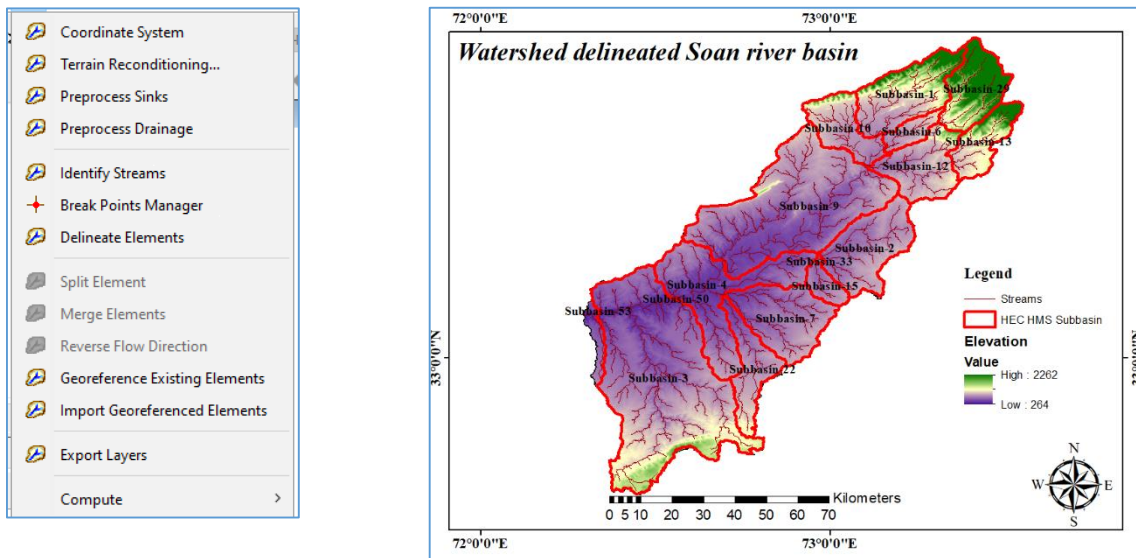 Coordinate System
Terrain Reconditioning...
Preprocess Sinks
Preprocess Drainage
Identify Streams
Break Points Manager
Delineate Elements
Split Element
Merge Elements
Reverse Flow Direction
Georeference Existing Elements
Import Georeferenced Elements
Export Layers
Compute
72°0'0"E
73°0'0"E
Watershed delineated Soan river basin
Subbasin-1
Subbasin-29
Subbasin-10
Subbasin-6
Subbasin-13
Subbasin-12
Subbasin-9
Subbasin-2
Subbasin-33
Subbasin-4
Subbasin-15
Subbasin-50
Subbasin-53
Subbasin-7
Subbasin-22
Subbasin-3
33°0'0"N
Legend
Streams
HEC HMS Subbasin
Elevation
Value
High : 2262
Low : 264
N
W
E
S
Kilometers
0 5 10 20 30 40 50 60 70
72°0'0"E
73°0'0"E